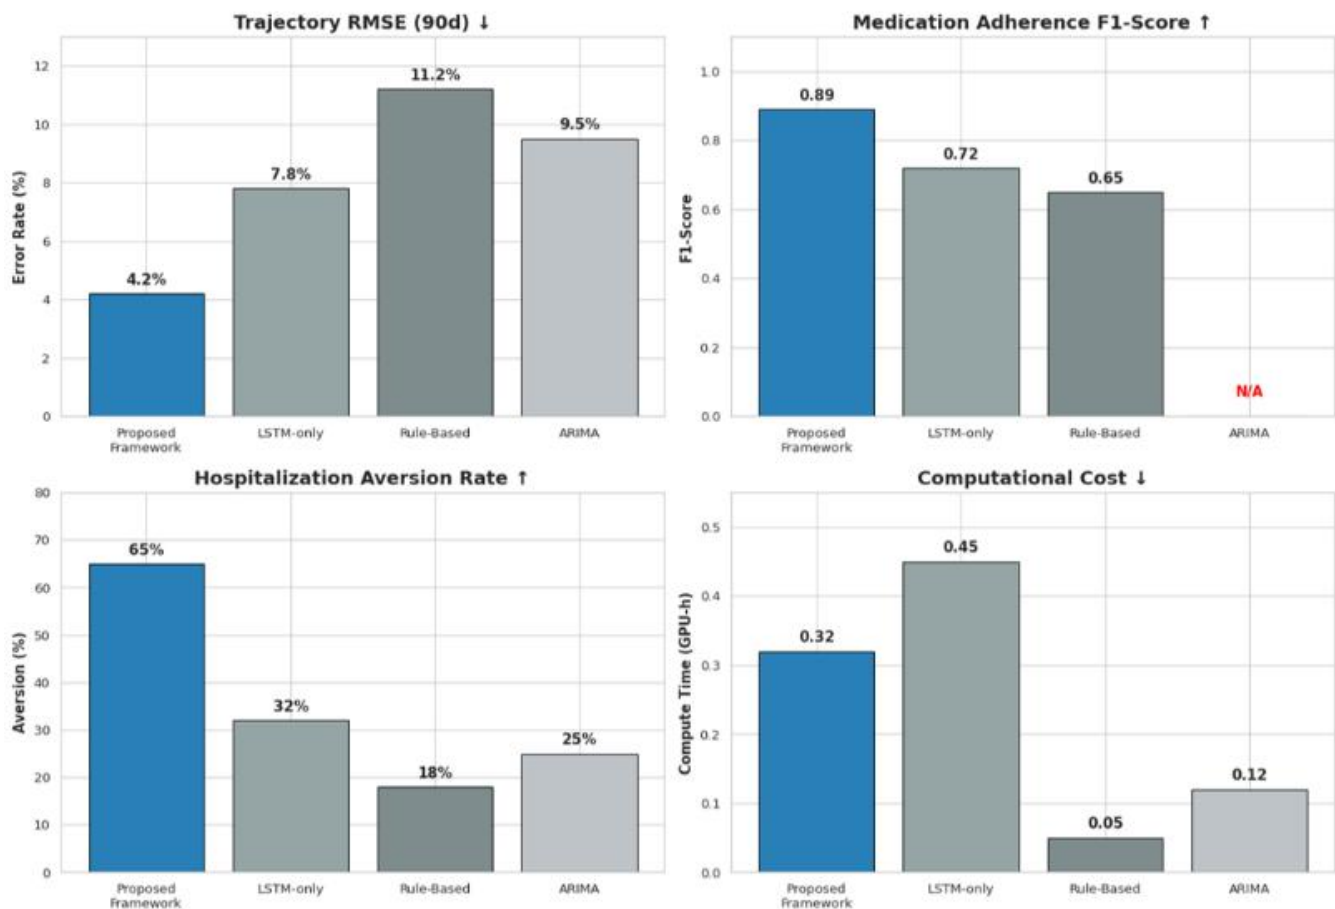 Trajectory RMSE (90d) ↓
Error Rate (%)
12
10
8
6
4
2
0
4.2%
7.8%
11.2%
9.5%
Proposed
Framework
LSTM-only
Rule-Based
ARIMA
Medication Adherence F1-Score ↑
F1-Score
1.0
0.8
0.6
0.4
0.2
0.0
0.89
0.72
0.65
N/A
Proposed
Framework
LSTM-only
Rule-Based
ARIMA
Hospitalization Aversion Rate ↑
Aversion (%)
80
70
60
50
40
30
20
10
0
65%
32%
18%
25%
Proposed
Framework
LSTM-only
Rule-Based
ARIMA
Computational Cost ↓
Compute Time (GPU-h)
0.5
0.4
0.3
0.2
0.1
0.0
0.32
0.45
0.05
0.12
Proposed
Framework
LSTM-only
Rule-Based
ARIMA